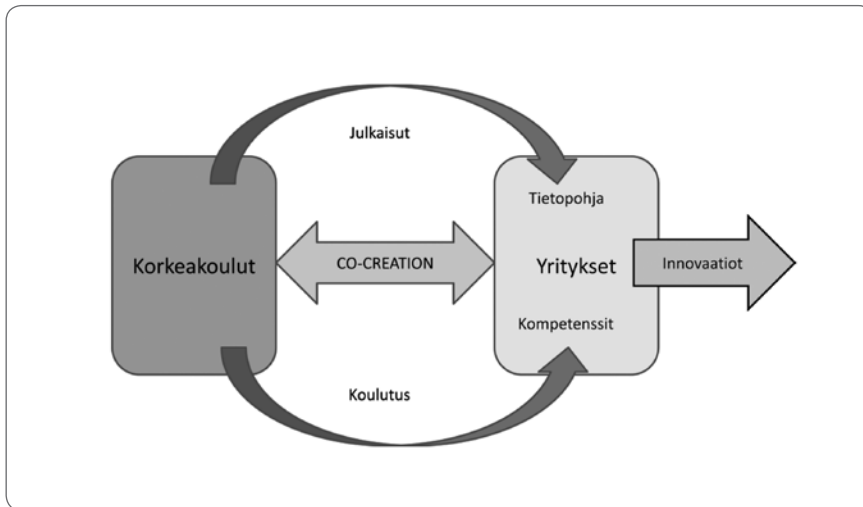 Julkaisut
Tietopohja
Korkeakoulut
CO-CREATION
Yritykset
Innovaatiot
Kompetenssit
Koulutus